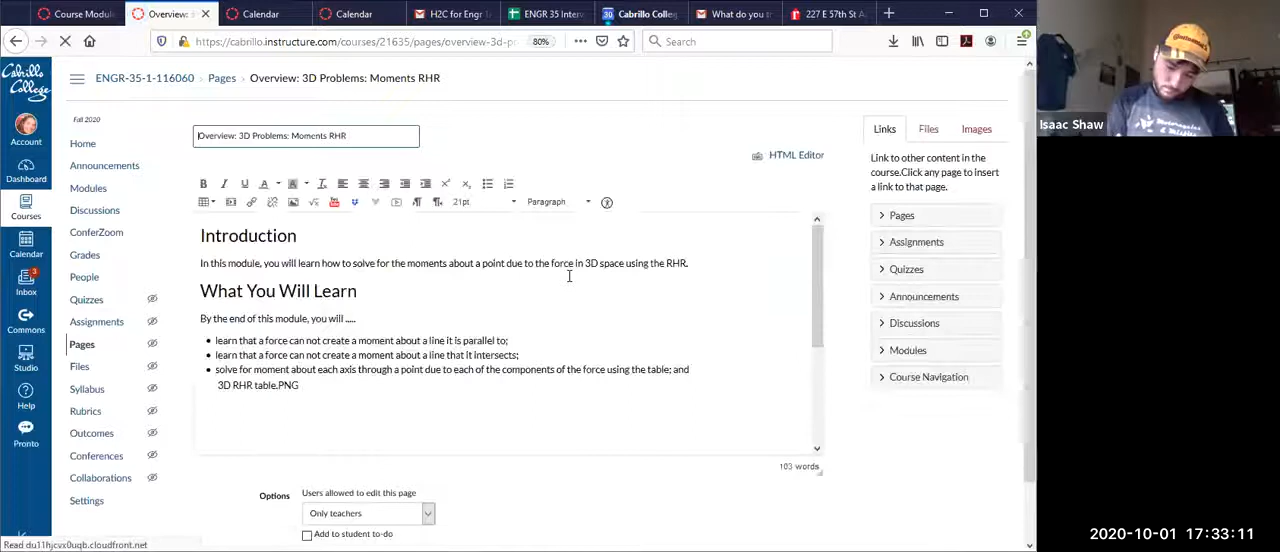 Course Module
Overview: 3
Calendar
Calendar
H2C for Engr
ENGR 35 Interv
Cabrillo Colleg
What do you t
227 E 57th St A
https://cabrillo.instructure.com/courses/21635/pages/overview-3d-p
80%
Search
Cabrillo College
ENGR-35-1-116060 › Pages › Overview: 3D Problems: Moments RHR
Account
Dashboard
Courses
Calendar
3
Inbox
Commons
Studio
Help
Pronto
Fall 2020
Home
Announcements
Modules
Discussions
ConferZoom
Grades
People
Quizzes
Assignments
Pages
Files
Syllabus
Rubrics
Outcomes
Conferences
Collaborations
Settings
Overview: 3D Problems: Moments RHR
HTML Editor
21pt
Paragraph
Introduction
In this module, you will learn how to solve for the moments about a point due to the force in 3D space using the RHR.
What You Will Learn
By the end of this module, you will .....
• learn that a force can not create a moment about a line it is parallel to;
• learn that a force can not create a moment about a line that it intersects;
• solve for moment about each axis through a point due to each of the components of the force using the table; and
3D RHR table.PNG
103 words
Options
Users allowed to edit this page
Only teachers
Add to student to-do
Links
Files
Images
Link to other content in the
course.Click any page to insert
a link to that page.
Pages
Assignments
Quizzes
Announcements
Discussions
Modules
Course Navigation
Read du11hjcvx0uqb.cloudfront.net
Isaac Shaw
2020-10-01 17:33:11